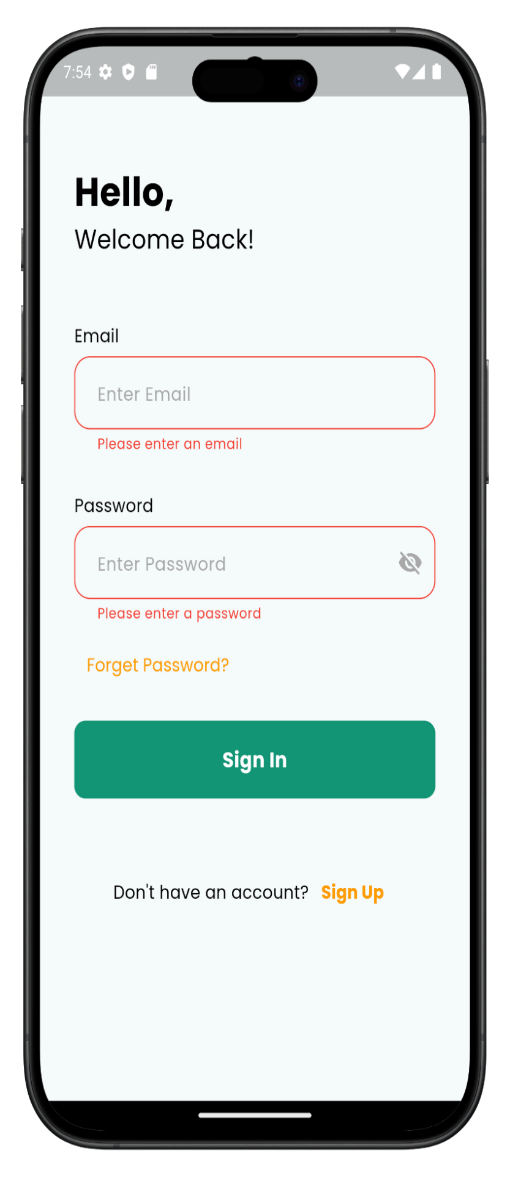 7:54
Hello,
Welcome Back!
Email
Enter Email
Please enter an email
Password
Enter Password
Please enter a password
Forget Password?
Sign In
Don't have an account? Sign Up